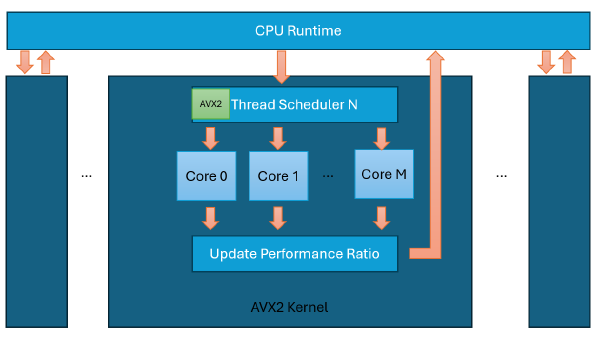 CPU Runtime
AVX2
Thread Scheduler N
...
Core 0
Core 1
...
Core M
...
Update Performance Ratio
AVX2 Kernel